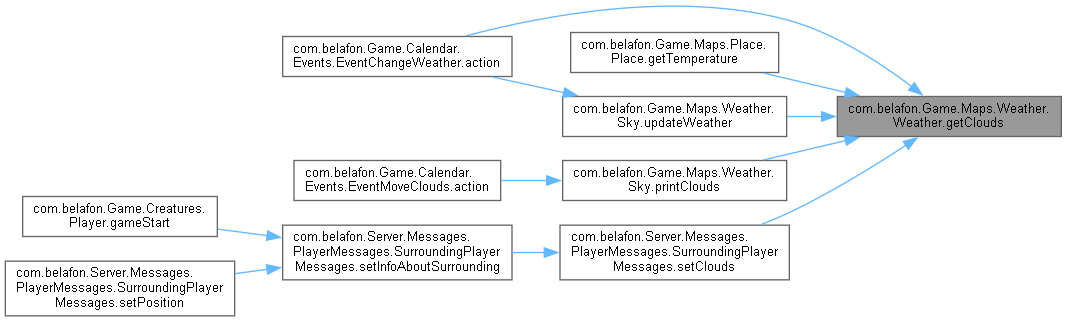 com.belafon.Game.Calendar.
Events.EventChangeWeather.action
com.belafon.Game.Maps.Place.
Place.getTemperature
com.belafon.Game.Maps.Weather.
Sky.updateWeather
com.belafon.Game.Maps.Weather.
Weather.getClouds
com.belafon.Game.Calendar.
Events.EventMoveClouds.action
com.belafon.Game.Maps.Weather.
Sky.printClouds
com.belafon.Game.Creatures.
Player.gameStart
com.belafon.Server.Messages.
PlayerMessages.SurroundingPlayer
Messages.setInfoAboutSurrounding
com.belafon.Server.Messages.
PlayerMessages.SurroundingPlayer
Messages.setClouds
com.belafon.Server.Messages.
PlayerMessages.SurroundingPlayer
Messages.setPosition